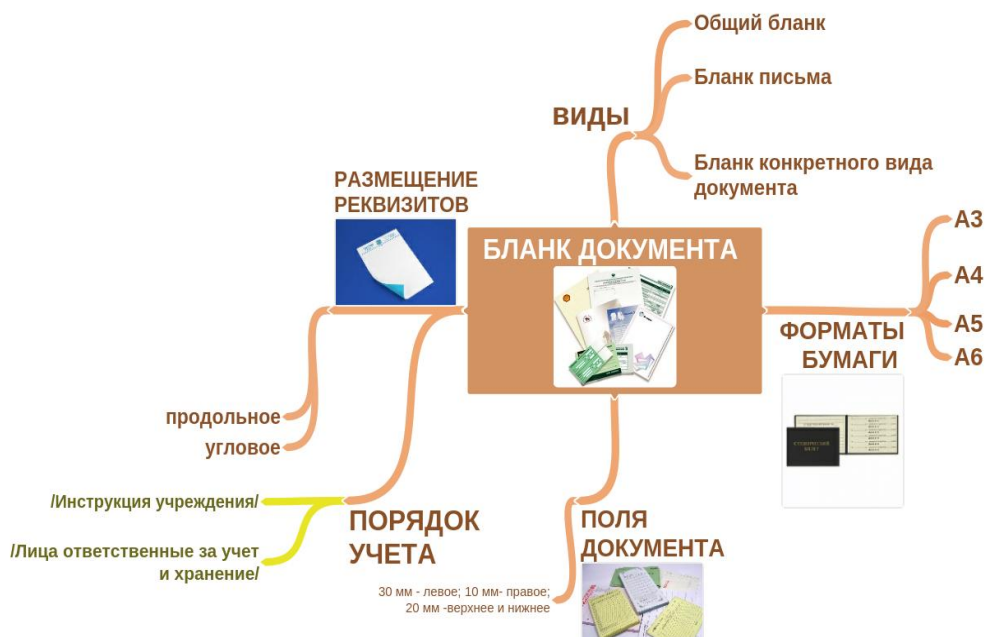 БЛАНК ДОКУМЕНТА
ВИДЫ
Общий бланк
Бланк письма
Бланк конкретного вида
документа
ФОРМАТЫ
БУМАГИ
А3
А4
А5
А6
ПОЛЯ
ДОКУМЕНТА
30 мм - левое; 10 мм- правое;
20 мм -верхнее и нижнее
ПОРЯДОК
УЧЕТА
/Инструкция учреждения/
/Лица ответственные за учет
и хранение/
РАЗМЕЩЕНИЕ
РЕКВИЗИТОВ
продольное
угловое